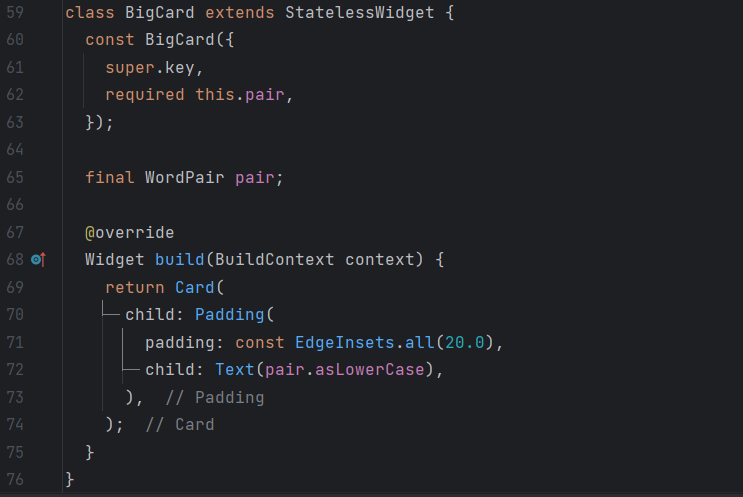 59 class BigCard extends StatelessWidget {
60   const BigCard({
61     super.key,
62     required this.pair,
63   });
64
65   final WordPair pair;
66
67   @override
68   Widget build(BuildContext context) {
69     return Card(
70       child: Padding(
71         padding: const EdgeInsets.all(20.0),
72         child: Text(pair.asLowerCase),
73       ),  // Padding
74     );  // Card
75   }
76 }